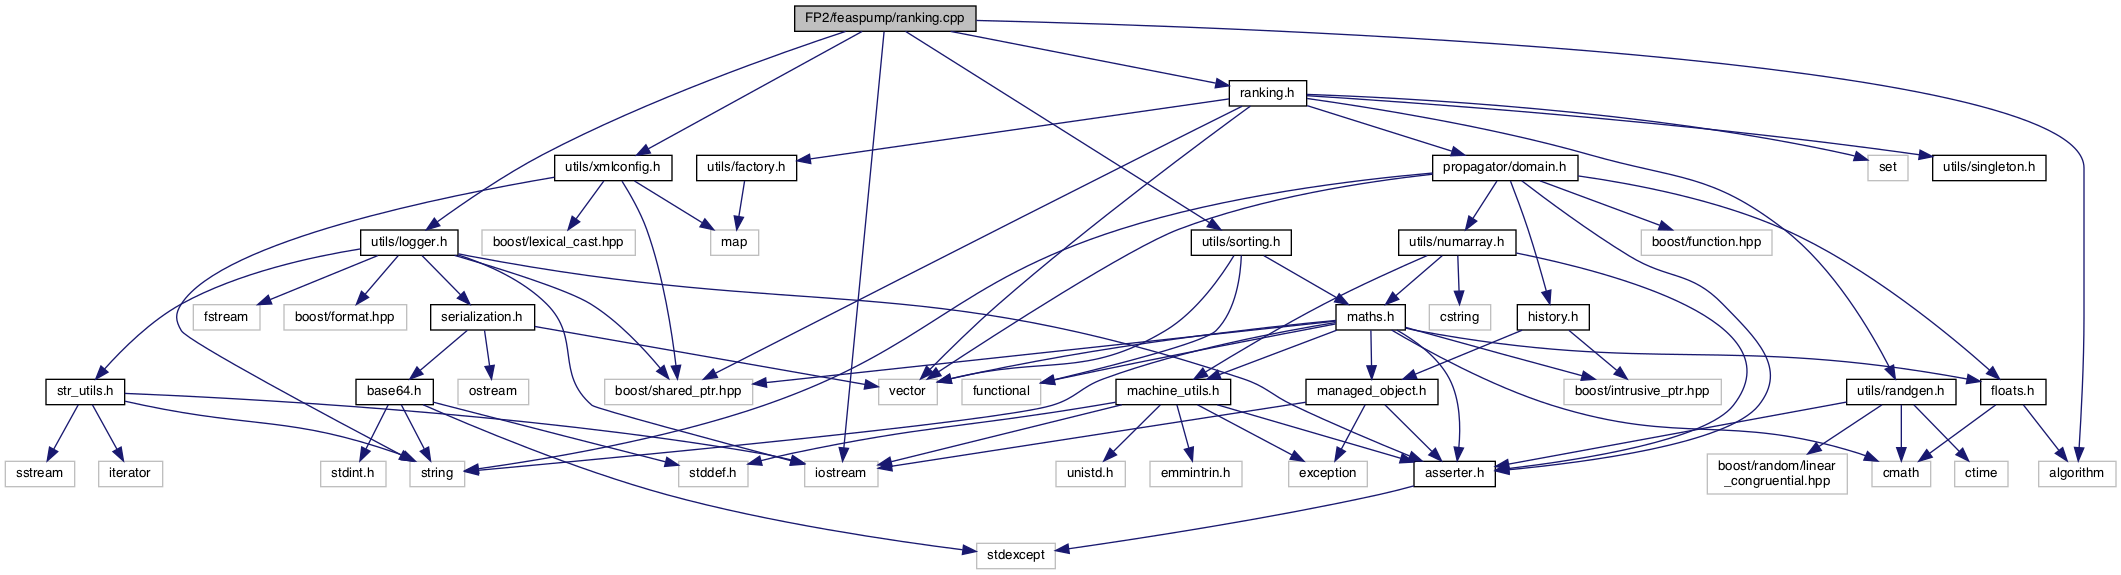 FP2/feaspump/ranking.cpp
ranking.h
utils/xmlconfig.h
utils/factory.h
propagator/domain.h
set
utils/singleton.h
utils/logger.h
boost/lexical_cast.hpp
map
utils/sorting.h
utils/numarray.h
boost/function.hpp
fstream
boost/format.hpp
serialization.h
maths.h
cstring
history.h
str_utils.h
base64.h
ostream
boost/shared_ptr.hpp
vector
functional
machine_utils.h
managed_object.h
boost/intrusive_ptr.hpp
utils/randgen.h
floats.h
sstream
iterator
stdint.h
string
stddef.h
iostream
unistd.h
emmintrin.h
exception
asserter.h
boost/random/linear
_congruential.hpp
cmath
ctime
algorithm
stdexcept